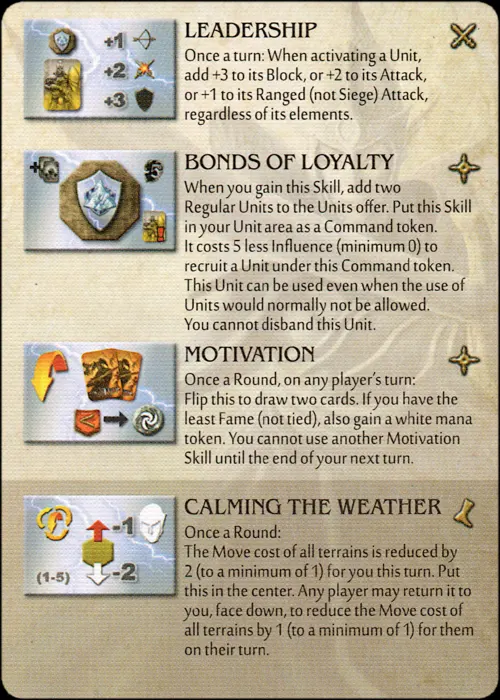 LEADERSHIP
+1
+2
+3
Once a turn: When activating a Unit,
add +3 to its Block, or +2 to its Attack,
or +1 to its Ranged (not Siege) Attack,
regardless of its elements.
BONDS OF LOYALTY
+
5
When you gain this Skill, add two
Regular Units to the Units offer. Put this Skill
in your Unit area as a Command token.
It costs 5 less Influence (minimum 0) to
recruit a Unit under this Command token.
This Unit can be used even when the use of
Units would normally not be allowed.
You cannot disband this Unit.
MOTIVATION
Once a Round, on any player's turn:
Flip this to draw two cards. If you have the
least Fame (not tied), also gain a white mana
token. You cannot use another Motivation
Skill until the end of your next turn.
CALMING THE WEATHER
-1
(1-5)
-2
Once a Round:
The Move cost of all terrains is reduced by
2 (to a minimum of 1) for you this turn. Put
this in the center. Any player may return it to
you, face down, to reduce the Move cost of
all terrains by 1 (to a minimum of 1) for them
on their turn.